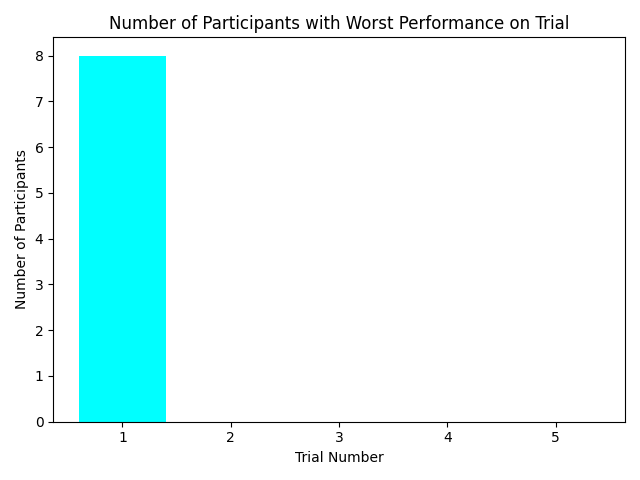 Number of Participants with Worst Performance on Trial
8
7
6
5
4
3
2
1
0
Number of Participants
1 2 3 4 5
Trial Number